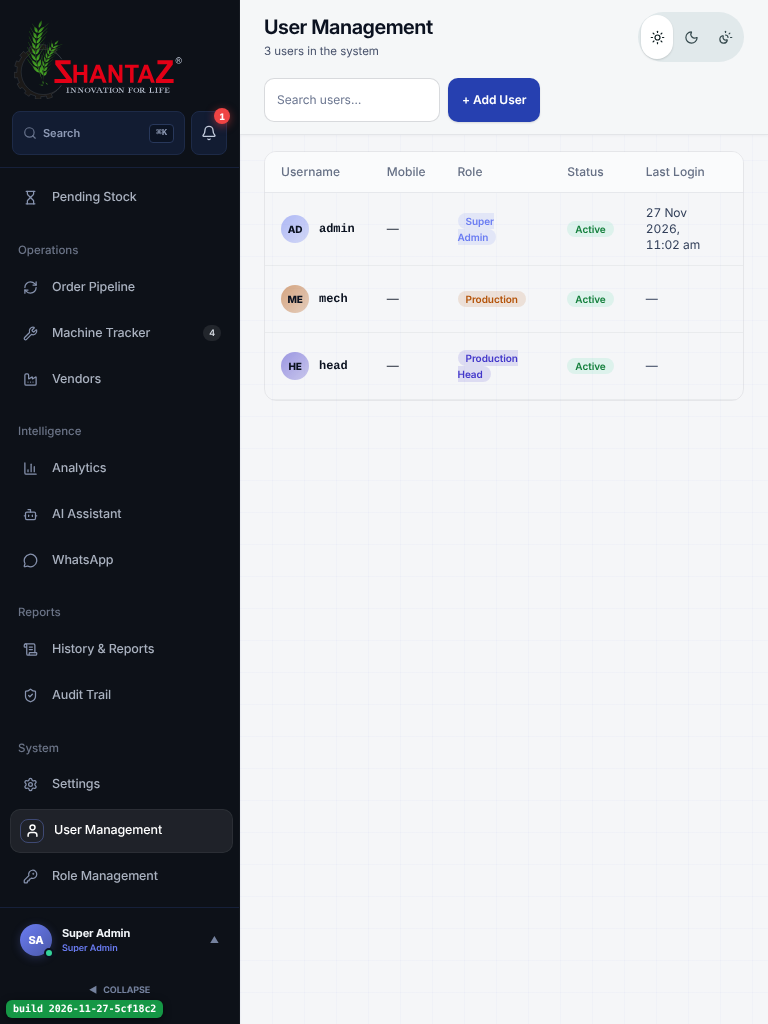 SHANTAZ®
INNOVATION FOR LIFE
Search ⌘K
1
Pending Stock
Operations
Order Pipeline
Machine Tracker 4
Vendors
Intelligence
Analytics
AI Assistant
WhatsApp
Reports
History & Reports
Audit Trail
System
Settings
User Management
Role Management
SA
Super Admin
Super Admin
▲
◀ COLLAPSE
build 2026-11-27-5cf18c2
User Management
3 users in the system
Search users...
+ Add User
Username Mobile Role Status Last Login
AD admin — Super
Admin Active 27 Nov
2026,
11:02 am
ME mech — Production Active —
HE head — Production
Head Active —